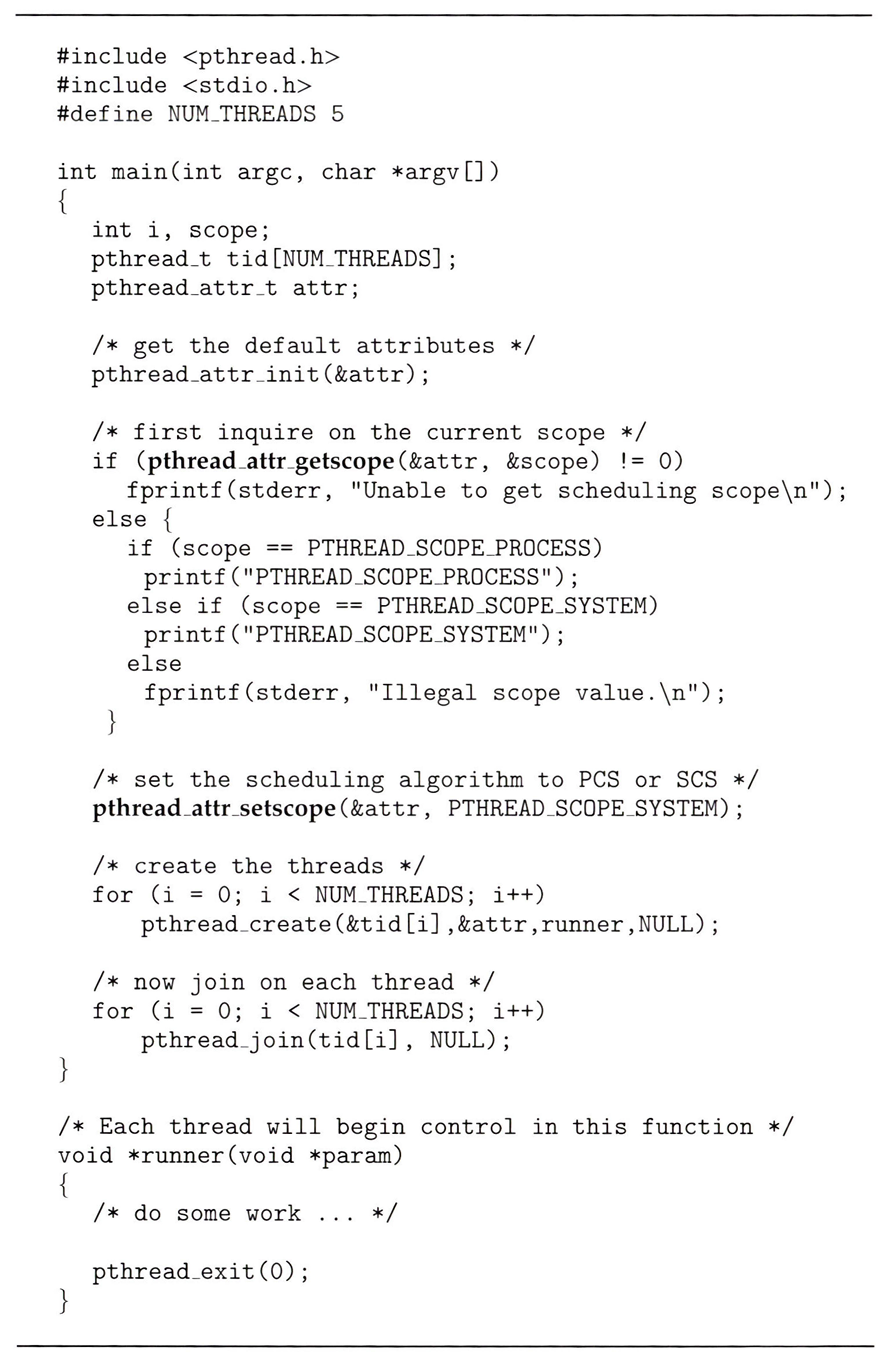 #include <pthread.h>
#include <stdio.h>
#define NUM_THREADS 5
int main(int argc, char *argv[])
{
int i, scope;
pthread_t tid[NUM_THREADS];
pthread_attr_t attr;
/* get the default attributes */
pthread_attr_init(&attr);
/* first inquire on the current scope */
if (pthread_attr_getscope(&attr, &scope) != 0)
fprintf(stderr, "Unable to get scheduling scope\n");
else {
if (scope == PTHREAD_SCOPE_PROCESS)
printf("PTHREAD_SCOPE_PROCESS");
else if (scope == PTHREAD_SCOPE_SYSTEM)
printf("PTHREAD_SCOPE_SYSTEM");
else
fprintf(stderr, "Illegal scope value.\n");
}
/* set the scheduling algorithm to PCS or SCS */
pthread_attr_setscope(&attr, PTHREAD_SCOPE_SYSTEM);
/* create the threads */
for (i = 0; i < NUM_THREADS; i++)
pthread_create(&tid[i],&attr,runner,NULL);
/* now join on each thread */
for (i = 0; i < NUM_THREADS; i++)
pthread_join(tid[i], NULL);
}
/* Each thread will begin control in this function */
void *runner(void *param)
{
/* do some work ... */
pthread_exit(0);
}